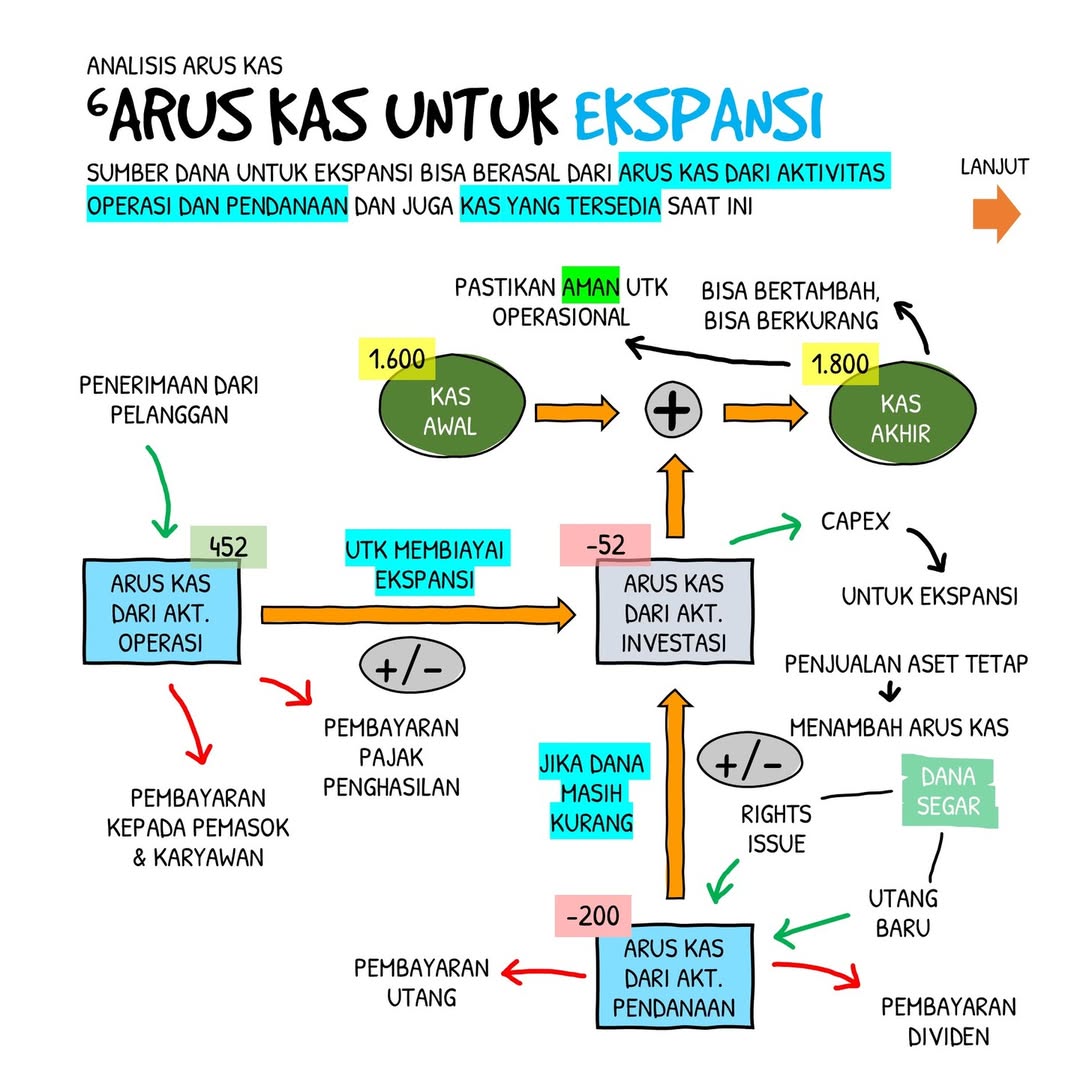 ANALISIS ARUS KAS
6ARUS KAS UNTUK EKSPANSI
SUMBER DANA UNTUK EKSPANSI BISA BERASAL DARI ARUS KAS DARI AKTIVITAS
OPERASI DAN PENDANAAN DAN JUGA KAS YANG TERSEDIA SAAT INI
LANJUT
PASTIKAN AMAN UTK
OPERASIONAL
BISA BERTAMBAH,
BISA BERKURANG
1.600
KAS
AWAL
+
1.800
KAS
AKHIR
PENERIMAAN DARI
PELANGGAN
452
ARUS KAS
DARI AKT.
OPERASI
UTK MEMBIAYAI
EKSPANSI
+/-
-52
ARUS KAS
DARI AKT.
INVESTASI
CAPEX
UNTUK EKSPANSI
PENJUALAN ASET TETAP
MENAMBAH ARUS KAS
PEMBAYARAN
PAJAK
PENGHASILAN
PEMBAYARAN
KEPADA PEMASOK
& KARYAWAN
JIKA DANA
MASIH
KURANG
+/-
DANA
SEGAR
RIGHTS
ISSUE
UTANG
BARU
-200
ARUS KAS
DARI AKT.
PENDANAAN
PEMBAYARAN
UTANG
PEMBAYARAN
DIVIDEN